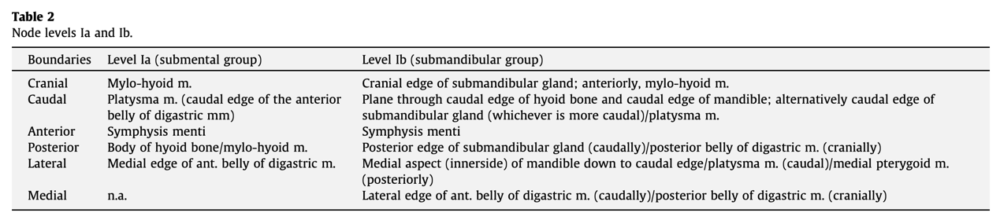 Table 2
Node levels Ia and Ib.
Boundaries Level Ia (submental group) Level Ib (submandibular group)
Cranial Mylo-hyoid m. Cranial edge of submandibular gland; anteriorly, mylo-hyoid m.
Caudal Platysma m. (caudal edge of the anterior Plane through caudal edge of hyoid bone and caudal edge of mandible; alternatively caudal edge of
belly of digastric mm) submandibular gland (whichever is more caudal)/platysma m.
Anterior Symphysis menti Symphysis menti
Posterior Body of hyoid bone/mylo-hyoid m. Posterior edge of submandibular gland (caudally)/posterior belly of digastric m. (cranially)
Lateral Medial edge of ant. belly of digastric m. Medial aspect (innerside) of mandible down to caudal edge/platysma m. (caudal)/medial pterygoid m.
(posteriorly)
Medial n.a. Lateral edge of ant. belly of digastric m. (caudally)/posterior belly of digastric m. (cranially)